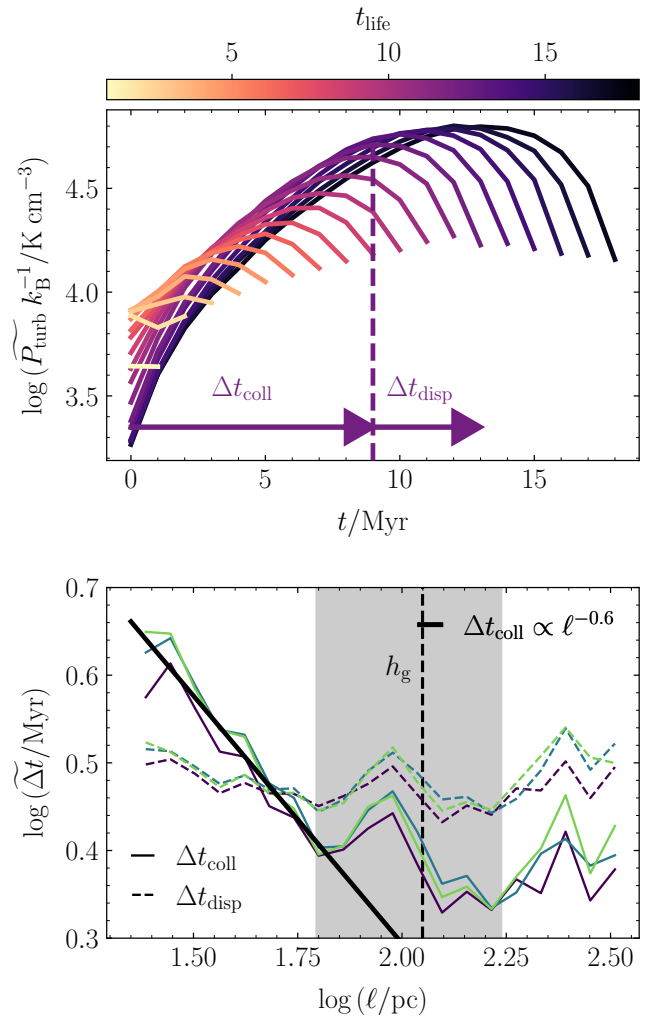 t_life
5 10 15
log (P̃_turb k_B^−1/K cm^−3)
4.5
4.0
3.5
Δt_coll Δt_disp
0 5 10 15
t/Myr
0.7
0.6
0.5
0.4
0.3
log (Δ̃t/Myr)
Δt_coll ∝ ℓ^−0.6
h_g
Δt_coll
Δt_disp
1.50 1.75 2.00 2.25 2.50
log (ℓ/pc)